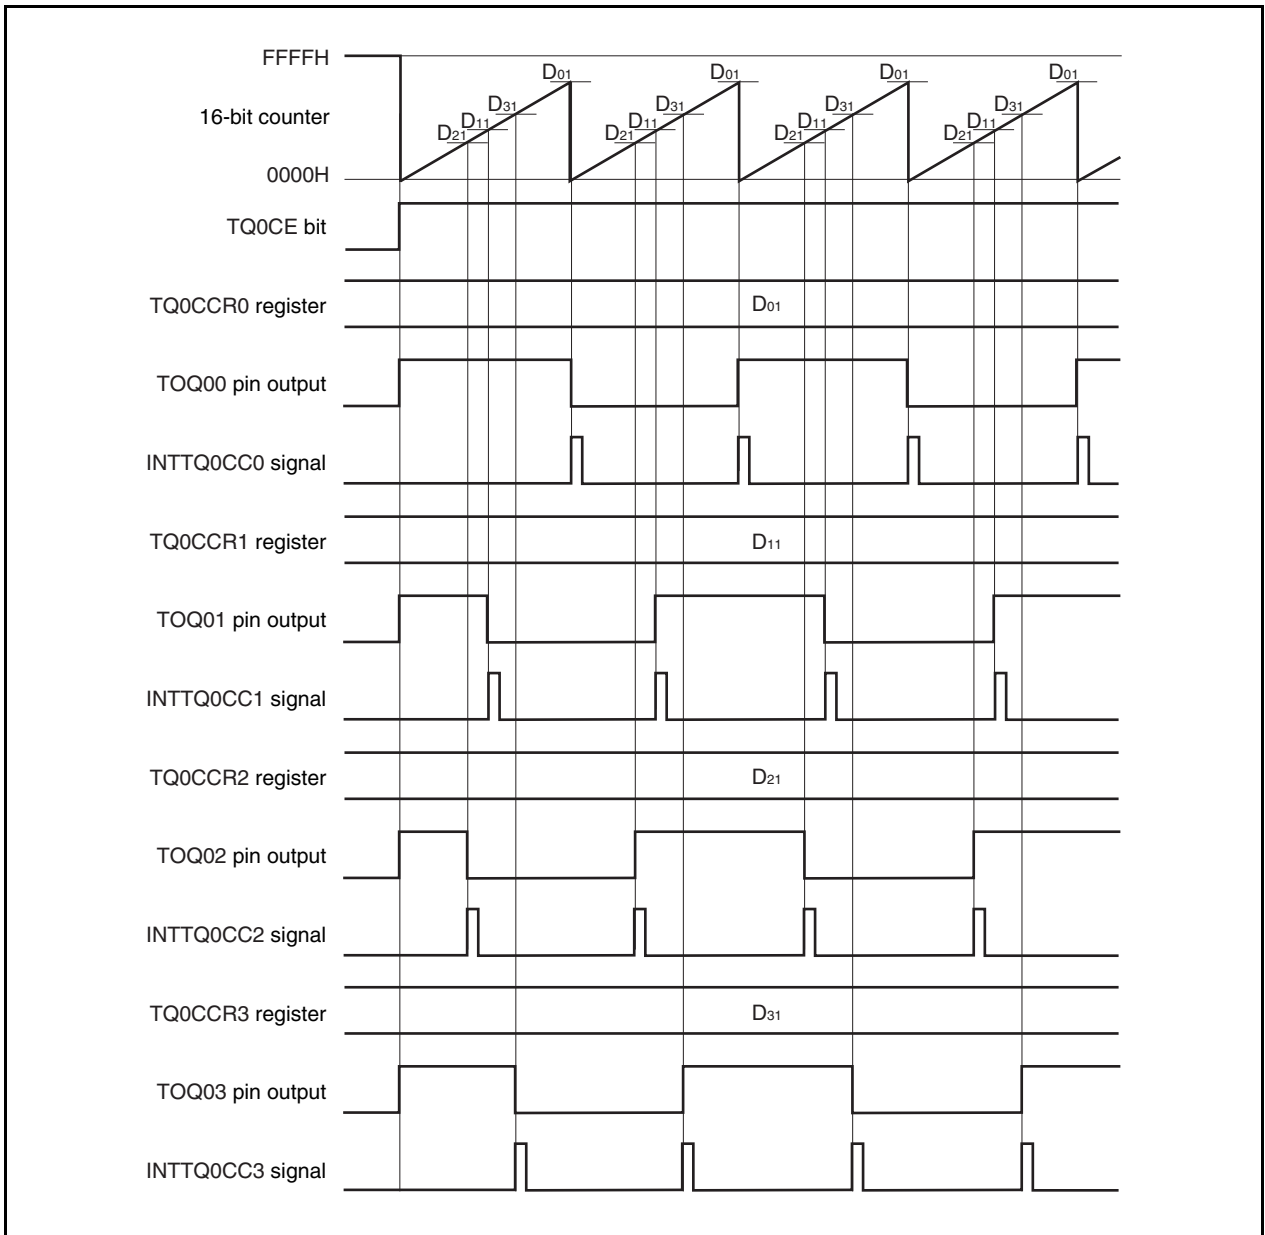 FFFFH
D01 D01 D01 D01
D31 D31 D31 D31
16-bit counter
D11 D11 D11 D11
D21 D21 D21 D21
0000H
TQ0CE bit
TQ0CCR0 register
D01
TOQ00 pin output
INTTQ0CC0 signal
TQ0CCR1 register
D11
TOQ01 pin output
INTTQ0CC1 signal
TQ0CCR2 register
D21
TOQ02 pin output
INTTQ0CC2 signal
TQ0CCR3 register
D31
TOQ03 pin output
INTTQ0CC3 signal